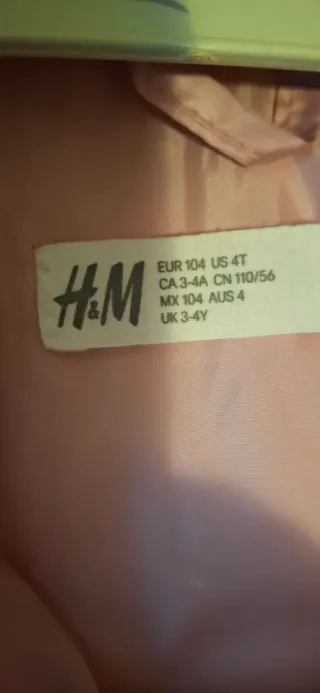 H&M
EUR 104 US 4T
CA 3-4A CN 110/56
MX 104 AUS 4
UK 3-4Y